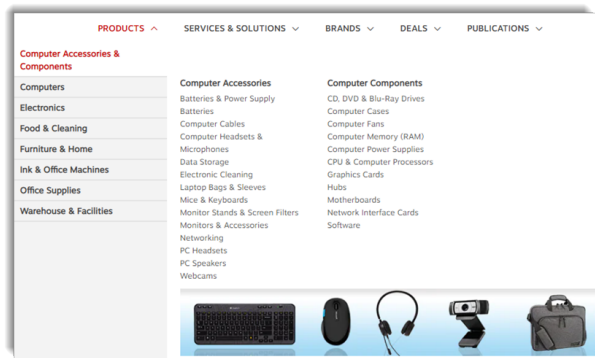 PRODUCTS SERVICES & SOLUTIONS BRANDS DEALS PUBLICATIONS
Computer Accessories &
Components
Computers
Electronics
Food & Cleaning
Furniture & Home
Ink & Office Machines
Office Supplies
Warehouse & Facilities
Computer Accessories
Batteries & Power Supply
Batteries
Computer Cables
Computer Headsets &
Microphones
Data Storage
Electronic Cleaning
Laptop Bags & Sleeves
Mice & Keyboards
Monitor Stands & Screen Filters
Monitors & Accessories
Networking
PC Headsets
PC Speakers
Webcams
Computer Components
CD, DVD & Blu-Ray Drives
Computer Cases
Computer Fans
Computer Memory (RAM)
Computer Power Supplies
CPU & Computer Processors
Graphics Cards
Hubs
Motherboards
Network Interface Cards
Software